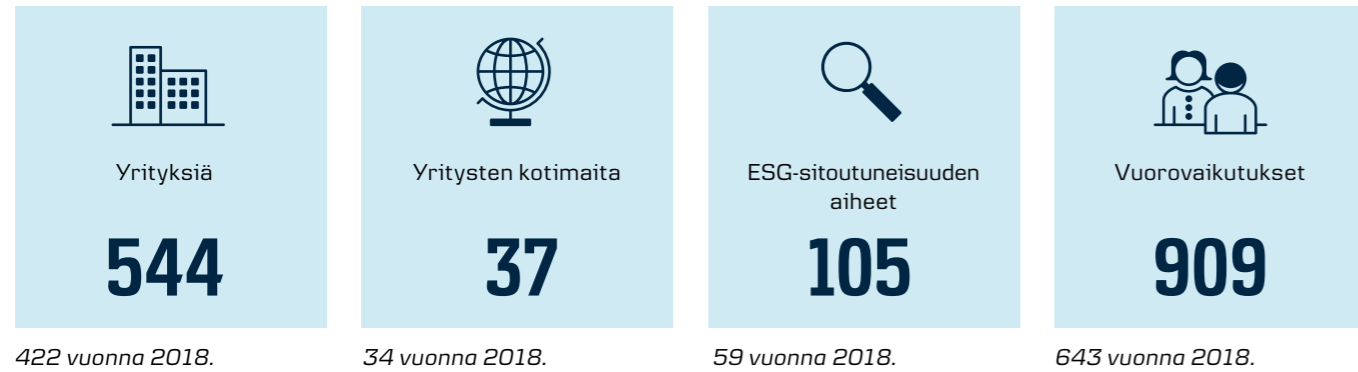 Yrityksiä
544
422 vuonna 2018.
Yritysten kotimaita
37
34 vuonna 2018.
ESG-sitoutuneisuuden
aiheet
105
59 vuonna 2018.
Vuorovaikutukset
909
643 vuonna 2018.